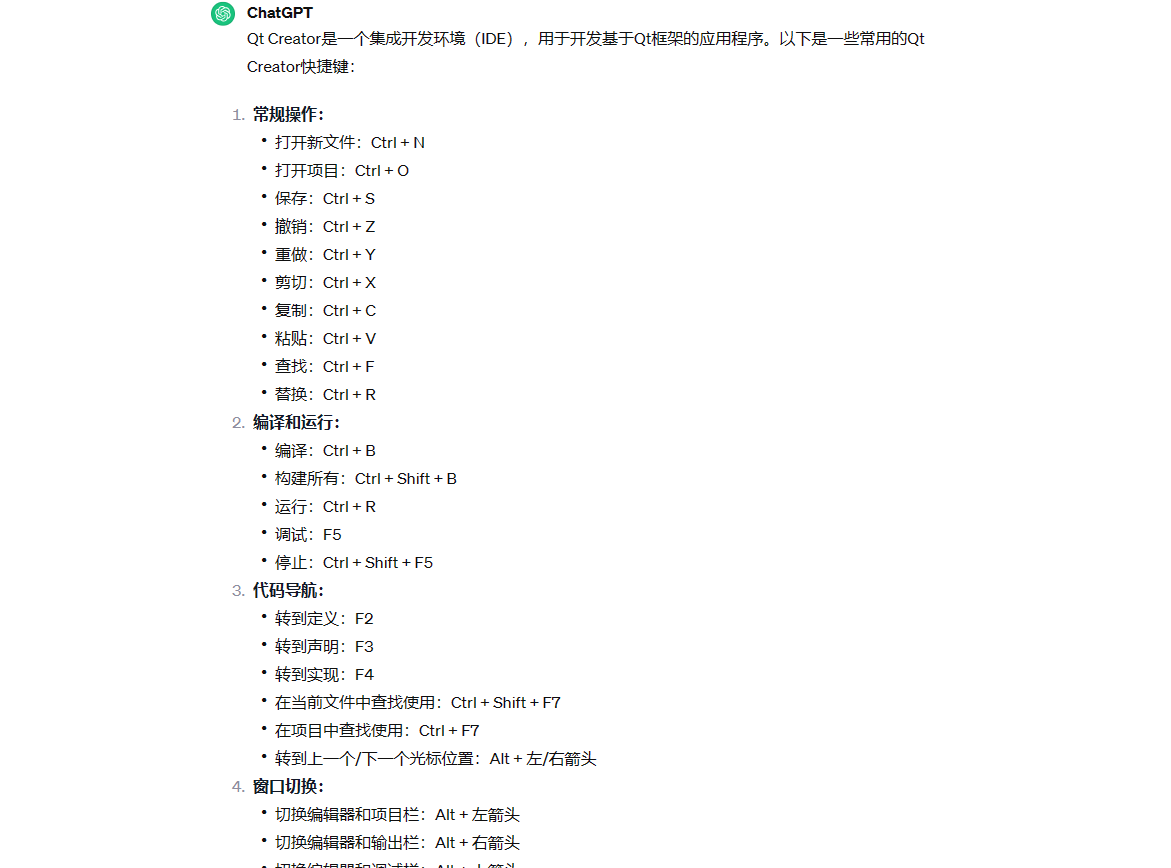 ChatGPT
Qt Creator是一个集成开发环境（IDE），用于开发基于Qt框架的应用程序。以下是一些常用的Qt
Creator快捷键：
1. 常规操作：
• 打开新文件：Ctrl + N
• 打开项目：Ctrl + O
• 保存：Ctrl + S
• 撤销：Ctrl + Z
• 重做：Ctrl + Y
• 剪切：Ctrl + X
• 复制：Ctrl + C
• 粘贴：Ctrl + V
• 查找：Ctrl + F
• 替换：Ctrl + R
2. 编译和运行：
• 编译：Ctrl + B
• 构建所有：Ctrl + Shift + B
• 运行：Ctrl + R
• 调试：F5
• 停止：Ctrl + Shift + F5
3. 代码导航：
• 转到定义：F2
• 转到声明：F3
• 转到实现：F4
• 在当前文件中查找使用：Ctrl + Shift + F7
• 在项目中查找使用：Ctrl + F7
• 转到上一个/下一个光标位置：Alt + 左/右箭头
4. 窗口切换：
• 切换编辑器和项目栏：Alt + 左箭头
• 切换编辑器和输出栏：Alt + 右箭头